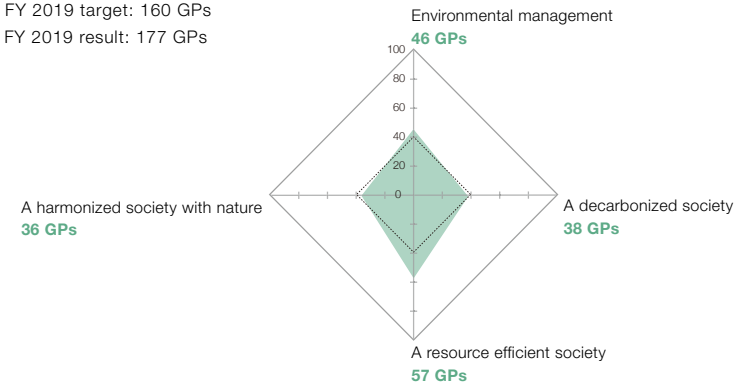 FY 2019 target: 160 GPs
FY 2019 result: 177 GPs
Environmental management
46 GPs
100
80
60
40
20
0
A harmonized society with nature
36 GPs
A decarbonized society
38 GPs
A resource efficient society
57 GPs